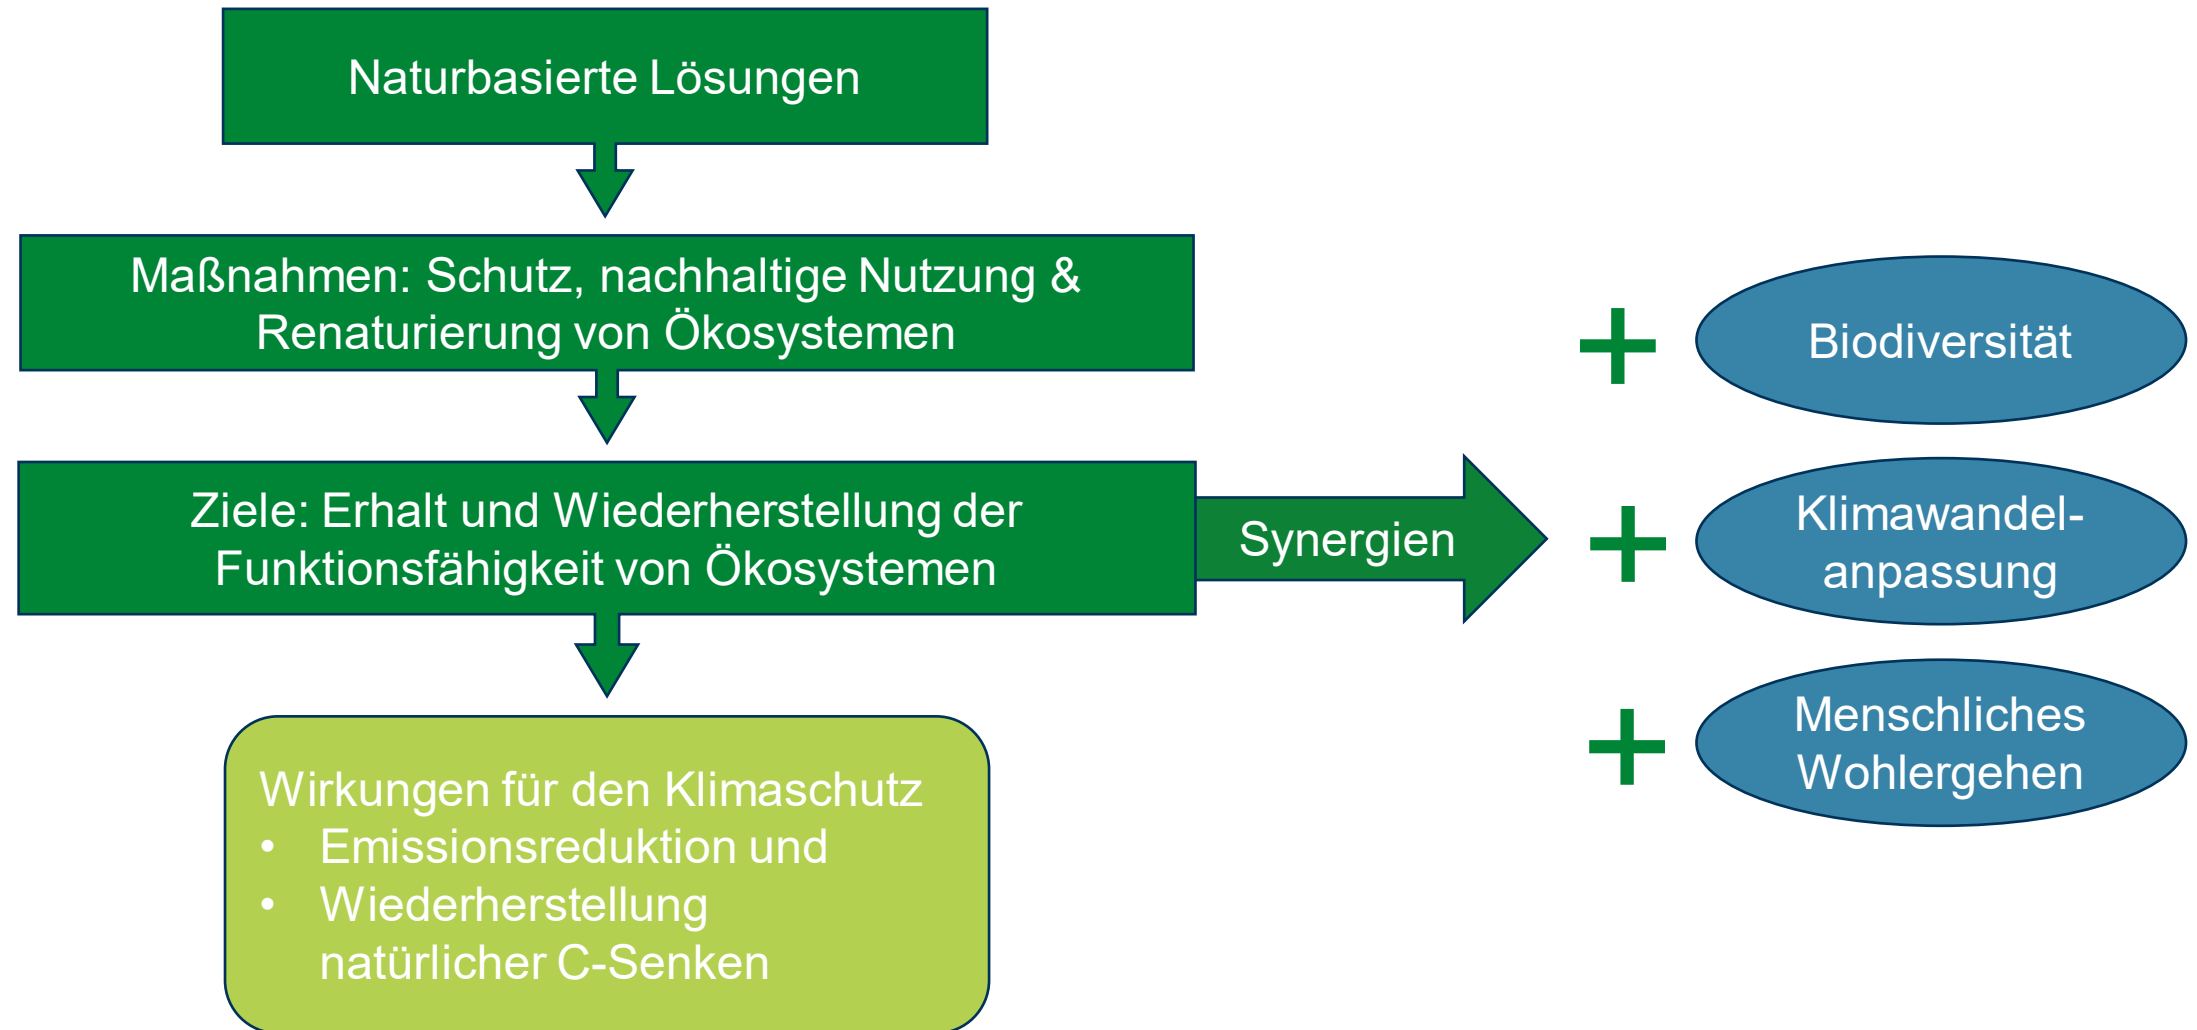 Naturbasierte Lösungen
Maßnahmen: Schutz, nachhaltige Nutzung &
Renaturierung von Ökosystemen
Ziele: Erhalt und Wiederherstellung der
Funktionsfähigkeit von Ökosystemen
Synergien
Wirkungen für den Klimaschutz
• Emissionsreduktion und
• Wiederherstellung
natürlicher C-Senken
+
Biodiversität
+
Klimawandel-
anpassung
+
Menschliches
Wohlergehen